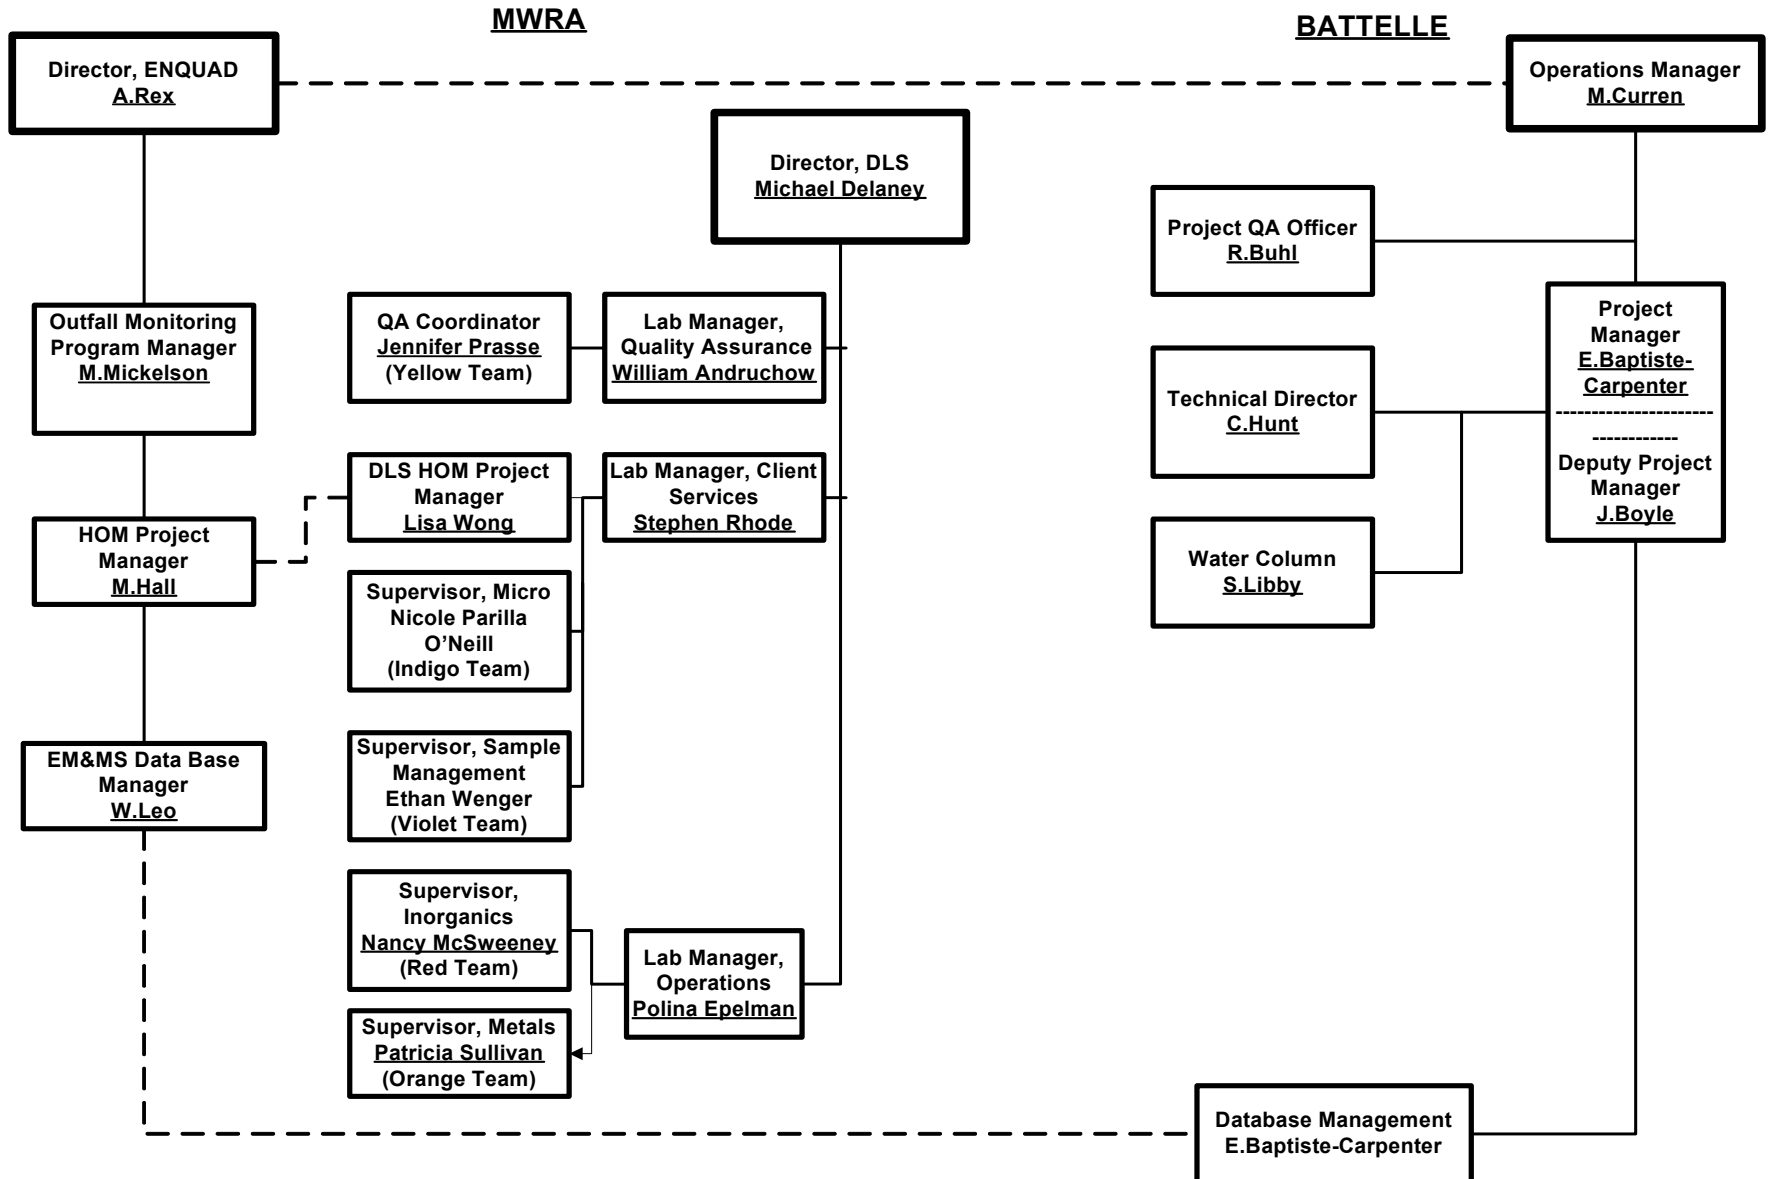 MWRA
BATTELLE
Director, ENQUAD
A.Rex
Operations Manager
M.Curren
Director, DLS
Michael Delaney
Project QA Officer
R.Buhl
Outfall Monitoring
Program Manager
M.Mickelson
QA Coordinator
Jennifer Prasse
(Yellow Team)
Lab Manager,
Quality Assurance
William Andruchow
Project
Manager
E.Baptiste-
Carpenter
----------------------
------------
Deputy Project
Manager
J.Boyle
Technical Director
C.Hunt
DLS HOM Project
Manager
Lisa Wong
Lab Manager, Client
Services
Stephen Rhode
HOM Project
Manager
M.Hall
Water Column
S.Libby
Supervisor, Micro
Nicole Parilla
O’Neill
(Indigo Team)
EM&MS Data Base
Manager
W.Leo
Supervisor, Sample
Management
Ethan Wenger
(Violet Team)
Supervisor,
Inorganics
Nancy McSweeney
(Red Team)
Lab Manager,
Operations
Polina Epelman
Supervisor, Metals
Patricia Sullivan
(Orange Team)
Database Management
E.Baptiste-Carpenter